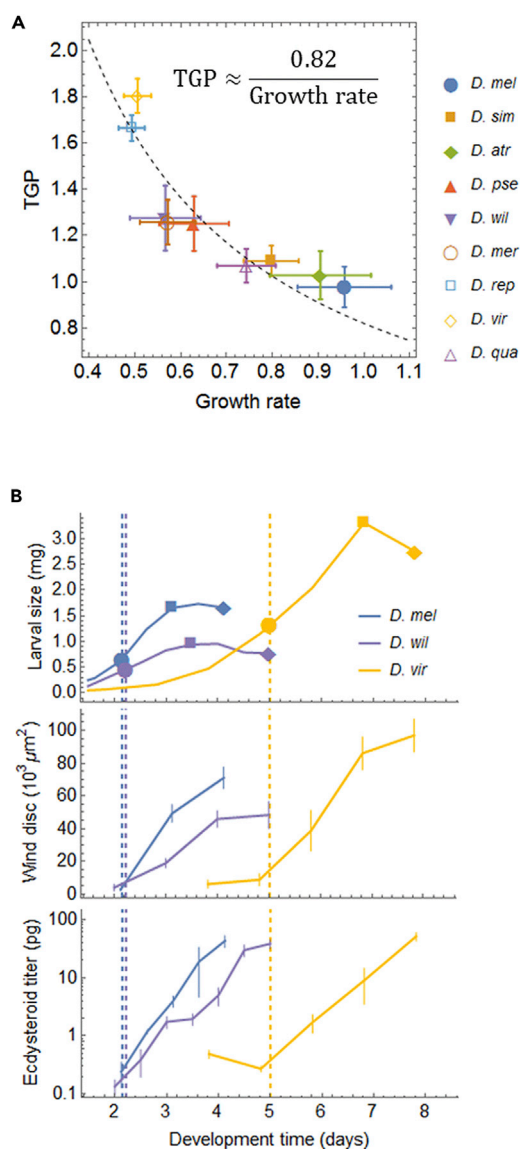 A
TGP ≈ 0.82 / Growth rate
TGP
2.0
1.8
1.6
1.4
1.2
1.0
0.8
0.4 0.5 0.6 0.7 0.8 0.9 1.0 1.1
Growth rate
D. mel
D. sim
D. atr
D. pse
D. wil
D. mer
D. rep
D. vir
D. qua
B
Larval size (mg)
3.0
2.5
2.0
1.5
1.0
0.5
0.0
D. mel
D. wil
D. vir
Wind disc (10³ μm²)
100
80
60
40
20
0
Ecdysteroid titer (pg)
100
10
1
0.1
2 3 4 5 6 7 8
Development time (days)